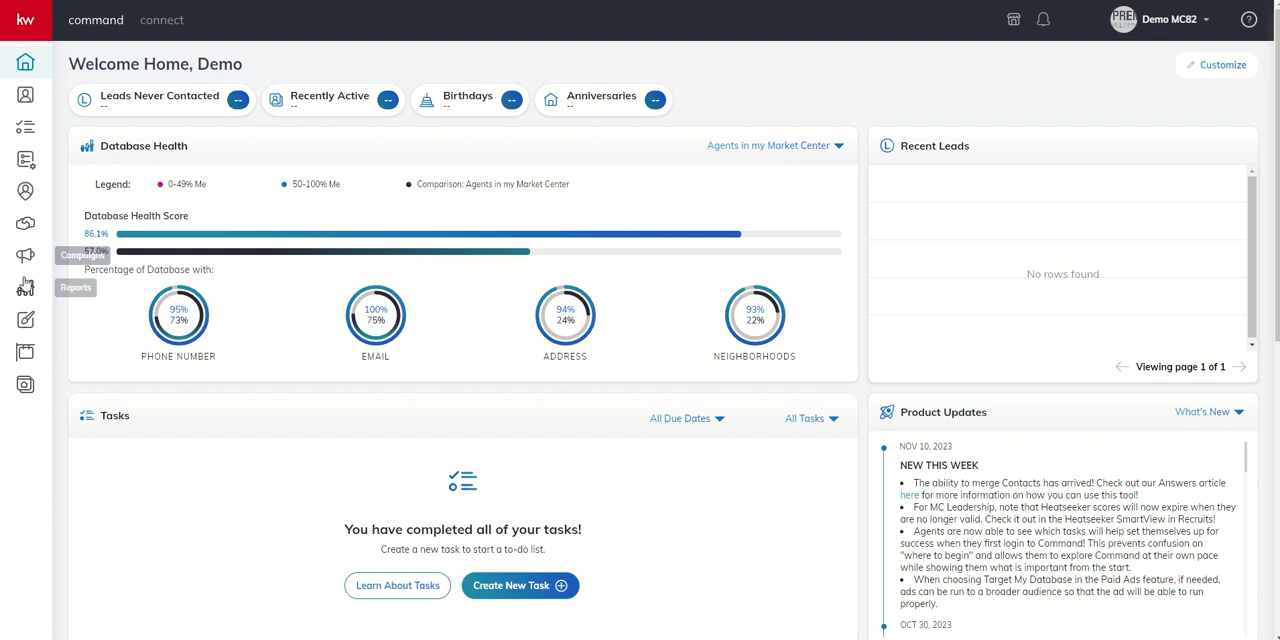 kw command connect Demo MC82 ?
Welcome Home, Demo Customize
Leads Never Contacted -- Recently Active -- Birthdays -- Anniversaries --
-- -- -- --
Database Health Agents in my Market Center
Recent Leads
Legend: 0-49% Me 50-100% Me Comparison: Agents in my Market Center
Database Health Score
86.1%
57.0%
Campaigns
Percentage of Database with:
Reports
95% 100% 94% 93%
73% 75% 24% 22%
PHONE NUMBER EMAIL ADDRESS NEIGHBORHOODS
No rows found
Viewing page 1 of 1
Tasks All Due Dates All Tasks
You have completed all of your tasks!
Create a new task to start a to-do list.
Learn About Tasks Create New Task
Product Updates What's New
NOV 10, 2023
NEW THIS WEEK
• The ability to merge Contacts has arrived! Check out our Answers article
here for more information on how you can use this tool!
• For MC Leadership, note that Heatseeker scores will now expire when they
are no longer valid. Check it out in the Heatseeker SmartView in Recruits!
• Agents are now able to see which tasks will help set themselves up for
success when they first login to Command! This prevents confusion on
"where to begin" and allows them to explore Command at their own pace
while showing them what is important from the start.
• When choosing Target My Database in the Paid Ads feature, if needed,
ads can be run to a broader audience so that the ad will be able to run
properly.
OCT 30, 2023